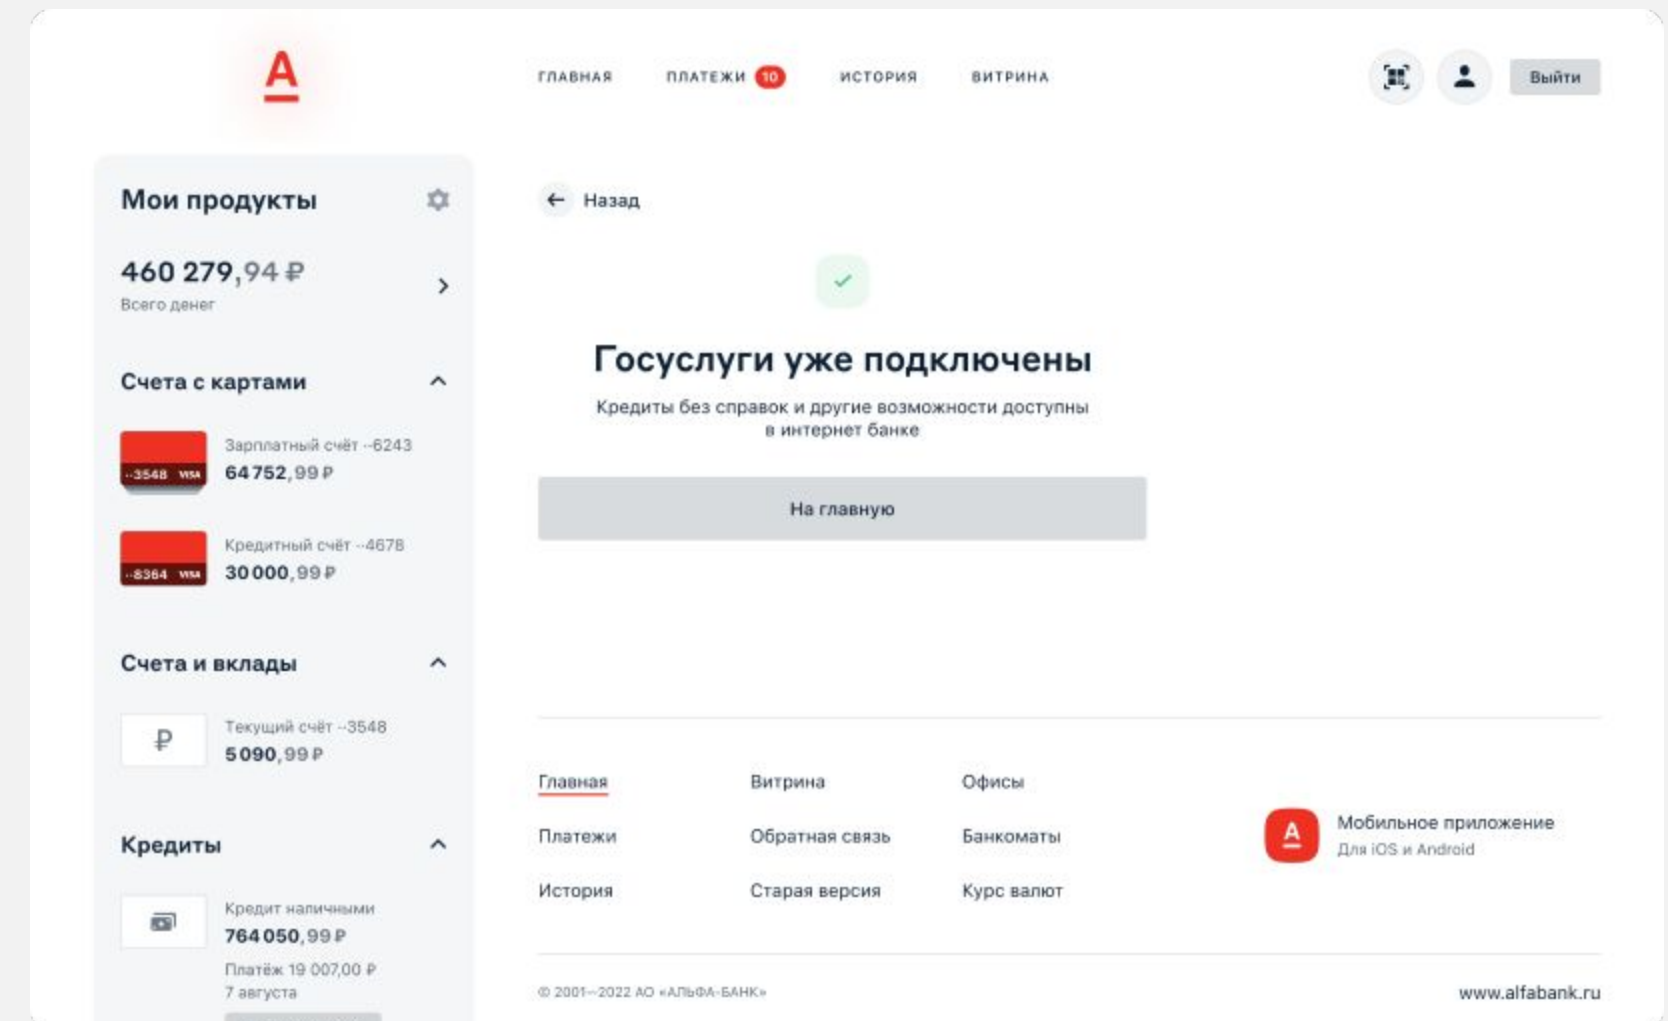 А
ГЛАВНАЯ
ПЛАТЕЖИ 10
ИСТОРИЯ
ВИТРИНА
Выйти
Мои продукты
460 279,94 ₽
Всего денег
Счета с картами
··3548 VISA
Зарплатный счёт ··6243
64 752,99 ₽
··8364 VISA
Кредитный счёт ··4678
30 000,99 ₽
Счета и вклады
₽
Текущий счёт ··3548
5 090,99 ₽
Кредиты
Кредит наличными
764 050,99 ₽
Платёж 19 007,00 ₽
7 августа
Назад
Госуслуги уже подключены
Кредиты без справок и другие возможности доступны
в интернет банке
На главную
Главная
Платежи
История
Витрина
Обратная связь
Старая версия
Офисы
Банкоматы
Курс валют
А
Мобильное приложение
Для iOS и Android
© 2001—2022 АО «АЛЬФА-БАНК»
www.alfabank.ru